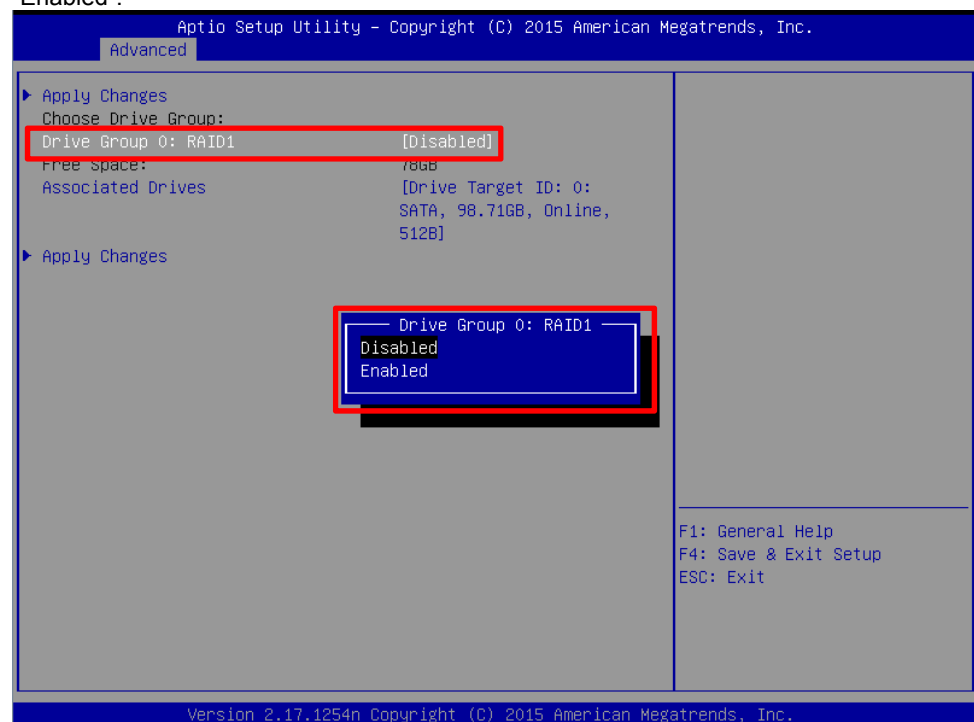 Enabled".
Aptio Setup Utility – Copyright (C) 2015 American Megatrends, Inc.
Advanced
Apply Changes
Choose Drive Group:
Drive Group 0: RAID1 [Disabled]
Free Space: 78GB
Associated Drives [Drive Target ID: 0:
SATA, 98.71GB, Online,
512B]
Apply Changes
Drive Group 0: RAID1
Disabled
Enabled
F1: General Help
F4: Save & Exit Setup
ESC: Exit
Version 2.17.1254n Copyright (C) 2015 American Megatrends, Inc.